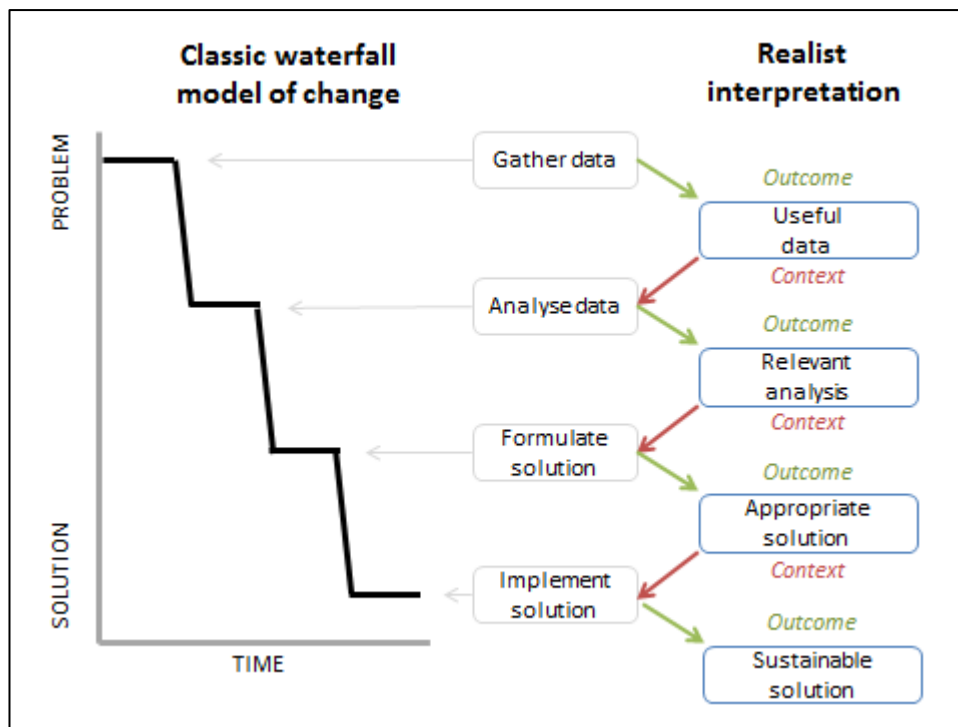 Classic waterfall
model of change
Realist
interpretation
PROBLEM
SOLUTION
TIME
Gather data
Outcome
Useful
data
Context
Analyse data
Outcome
Relevant
analysis
Context
Formulate
solution
Outcome
Appropriate
solution
Context
Implement
solution
Outcome
Sustainable
solution